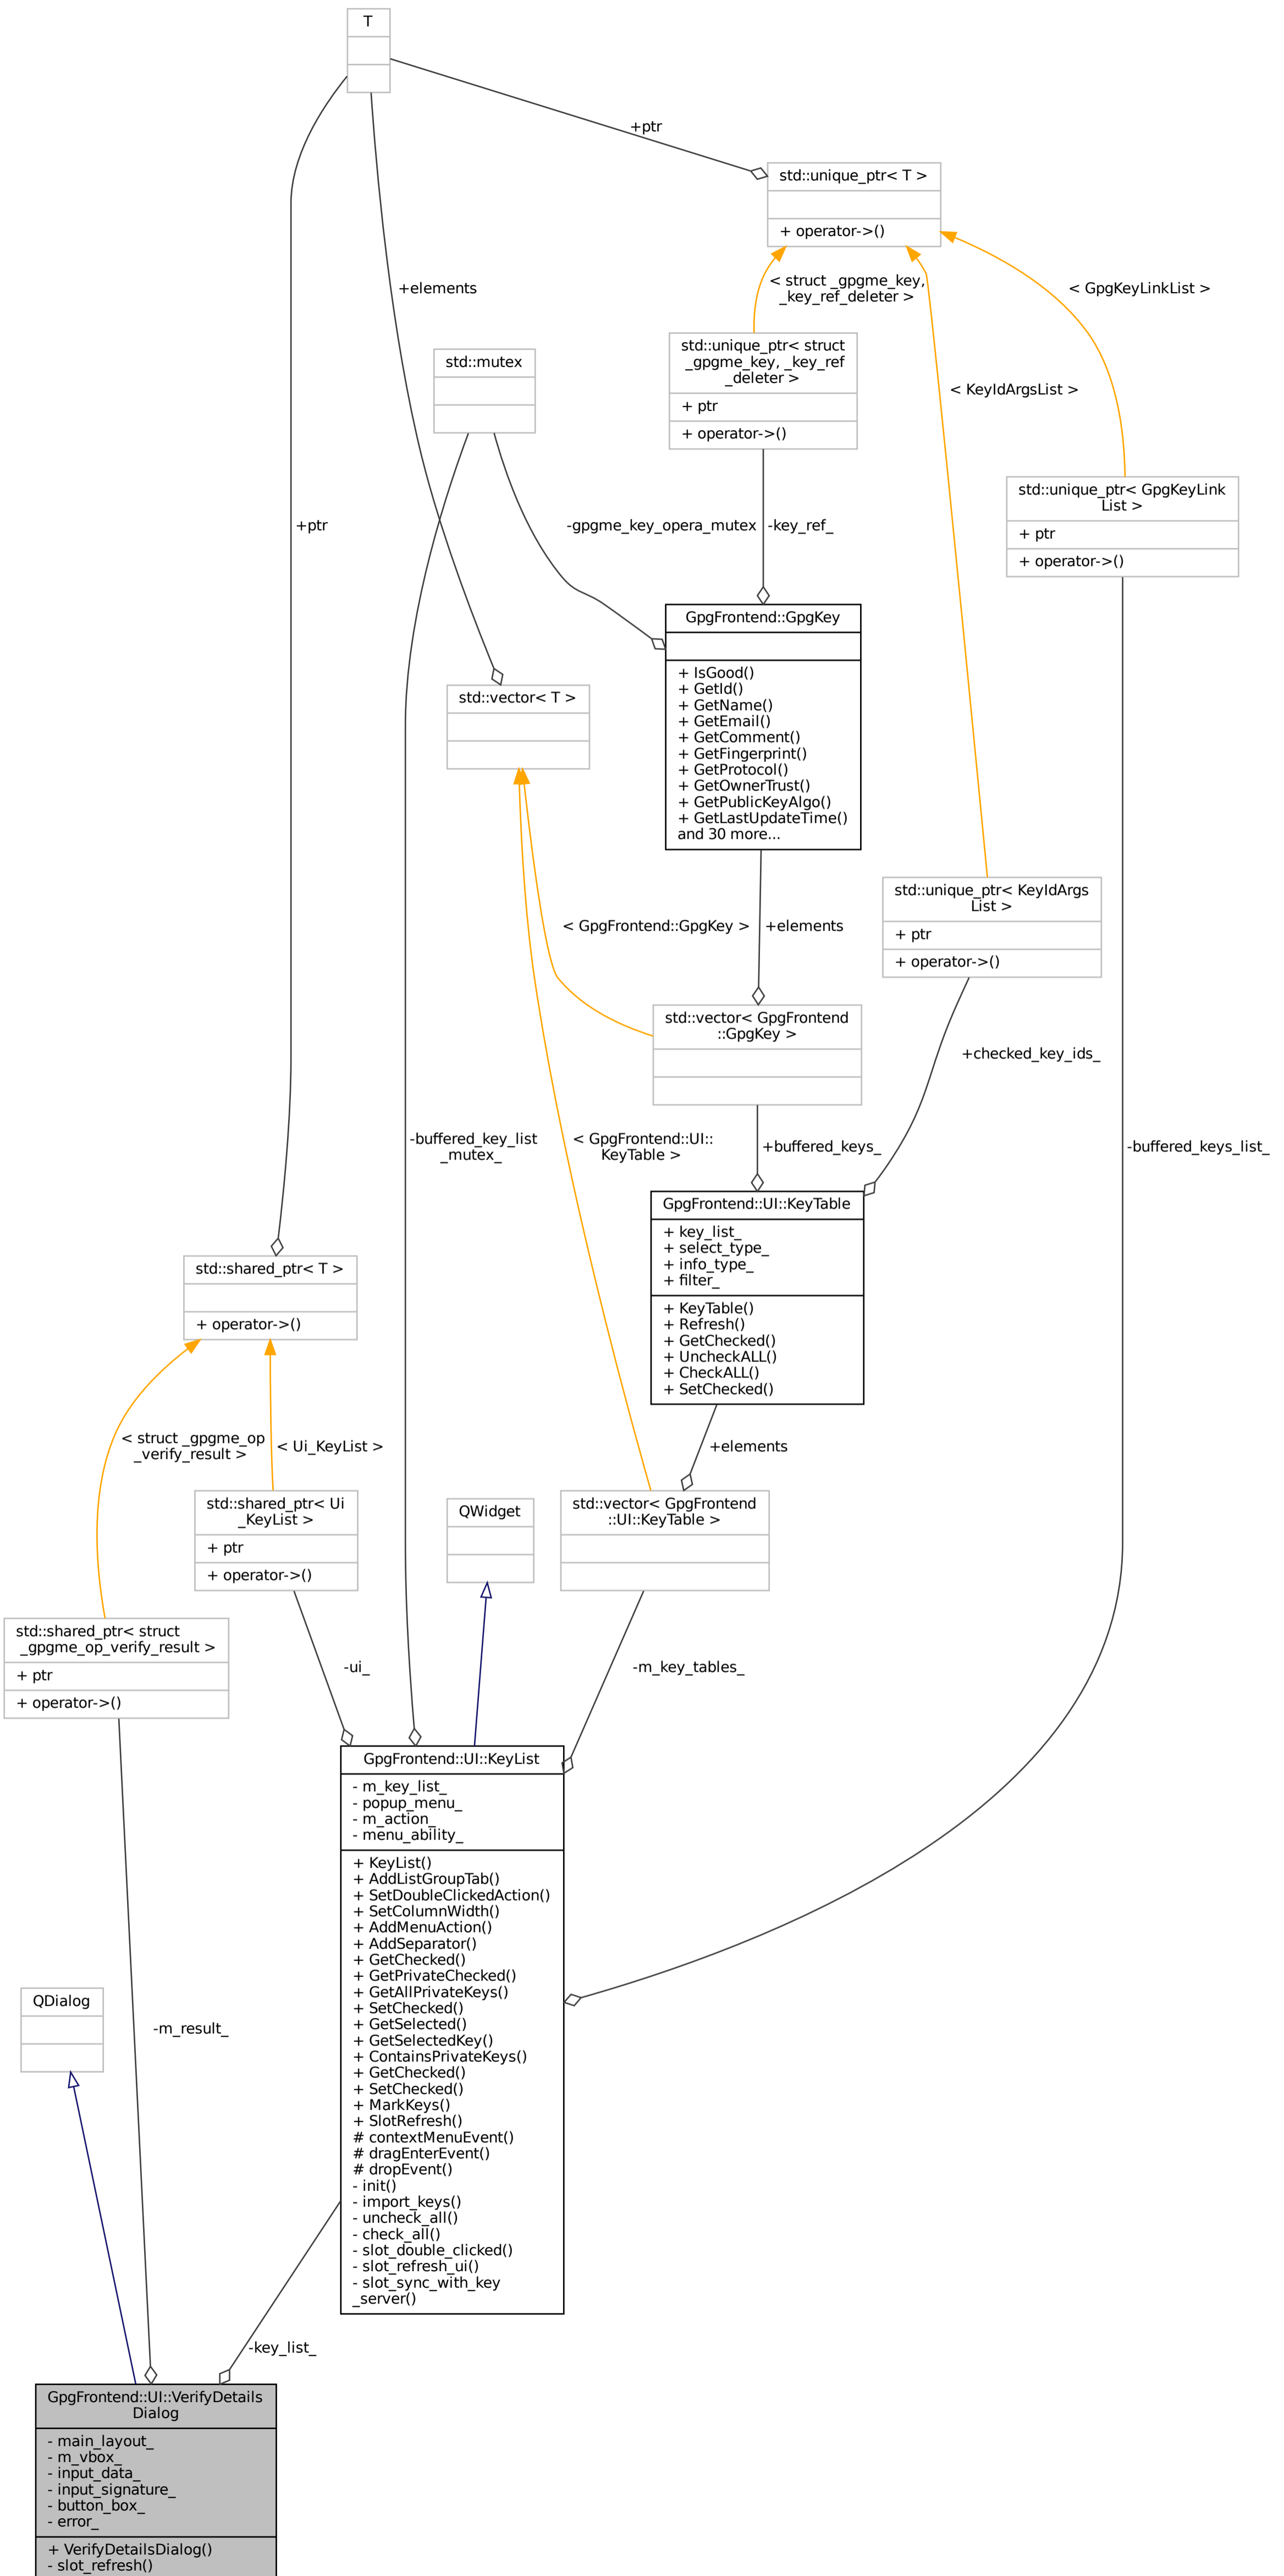 T
+ptr
std::unique_ptr< T >
+ operator->()
+elements
< struct _gpgme_key,
_key_ref_deleter >
< GpgKeyLinkList >
std::mutex
std::unique_ptr< struct
_gpgme_key, _key_ref
_deleter >
+ ptr
+ operator->()
< KeyIdArgsList >
std::unique_ptr< GpgKeyLink
List >
+ ptr
+ operator->()
+ptr
-gpgme_key_opera_mutex
-key_ref_
GpgFrontend::GpgKey
+ IsGood()
+ GetId()
+ GetName()
+ GetEmail()
+ GetComment()
+ GetFingerprint()
+ GetProtocol()
+ GetOwnerTrust()
+ GetPublicKeyAlgo()
+ GetLastUpdateTime()
and 30 more...
std::vector< T >
std::unique_ptr< KeyIdArgs
List >
+ ptr
+ operator->()
< GpgFrontend::GpgKey >
+elements
std::vector< GpgFrontend
::GpgKey >
+checked_key_ids_
-buffered_key_list
_mutex_
< GpgFrontend::UI::
KeyTable >
+buffered_keys_
-buffered_keys_list_
GpgFrontend::UI::KeyTable
+ key_list_
+ select_type_
+ info_type_
+ filter_
+ KeyTable()
+ Refresh()
+ GetChecked()
+ UncheckALL()
+ CheckALL()
+ SetChecked()
std::shared_ptr< T >
+ operator->()
< struct _gpgme_op
_verify_result >
< Ui_KeyList >
+elements
std::shared_ptr< Ui
_KeyList >
+ ptr
+ operator->()
QWidget
std::vector< GpgFrontend
::UI::KeyTable >
std::shared_ptr< struct
_gpgme_op_verify_result >
+ ptr
+ operator->()
-ui_
-m_key_tables_
GpgFrontend::UI::KeyList
- m_key_list_
- popup_menu_
- m_action_
- menu_ability_
+ KeyList()
+ AddListGroupTab()
+ SetDoubleClickedAction()
+ SetColumnWidth()
+ AddMenuAction()
+ AddSeparator()
+ GetChecked()
+ GetPrivateChecked()
+ GetAllPrivateKeys()
+ SetChecked()
+ GetSelected()
+ GetSelectedKey()
+ ContainsPrivateKeys()
+ GetChecked()
+ SetChecked()
+ MarkKeys()
+ SlotRefresh()
# contextMenuEvent()
# dragEnterEvent()
# dropEvent()
- init()
- import_keys()
- uncheck_all()
- check_all()
- slot_double_clicked()
- slot_refresh_ui()
- slot_sync_with_key
_server()
QDialog
-m_result_
-key_list_
GpgFrontend::UI::VerifyDetails
Dialog
- main_layout_
- m_vbox_
- input_data_
- input_signature_
- button_box_
- error_
+ VerifyDetailsDialog()
- slot_refresh()